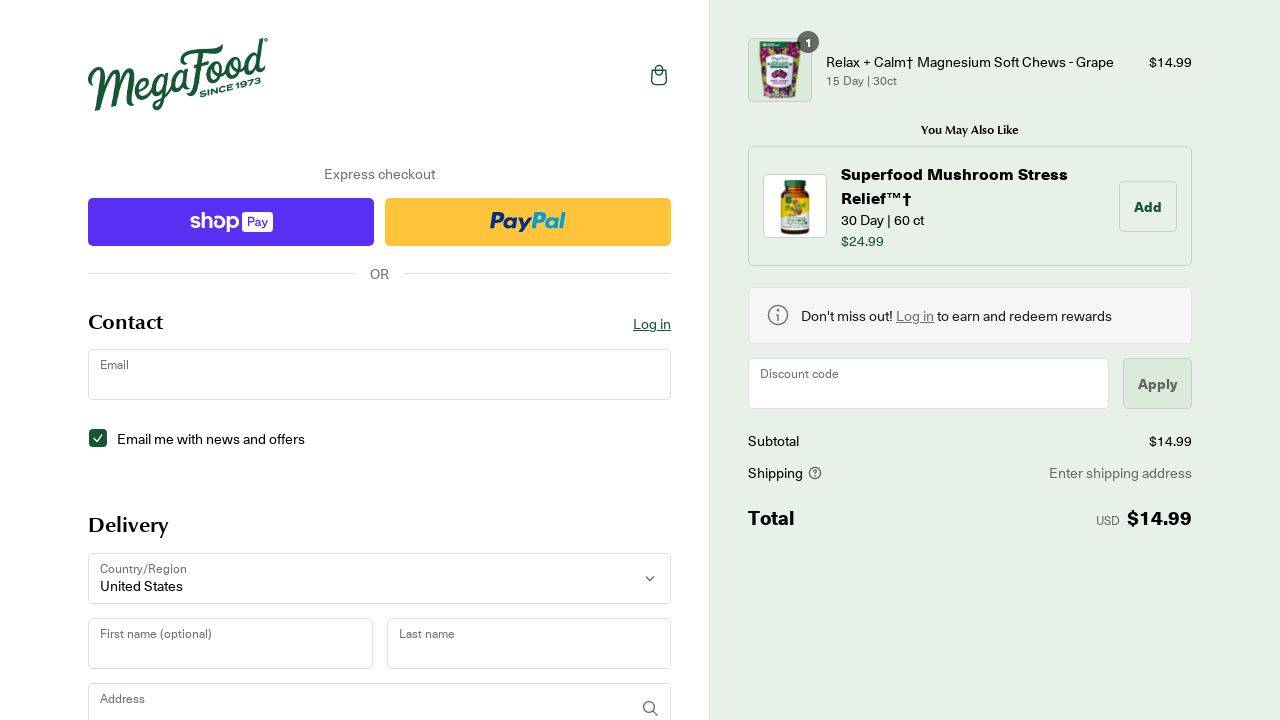 MegaFood
SINCE 1973
Express checkout
shop Pay
PayPal
OR
Contact
Log in
Email
Email me with news and offers
Delivery
Country/Region
United States
First name (optional)
Last name
Address
1
Relax + Calm† Magnesium Soft Chews - Grape
$14.99
15 Day | 30ct
You May Also Like
Superfood Mushroom Stress
Relief™†
30 Day | 60 ct
$24.99
Add
Don't miss out! Log in to earn and redeem rewards
Discount code
Apply
Subtotal
$14.99
Shipping
Enter shipping address
Total
USD $14.99